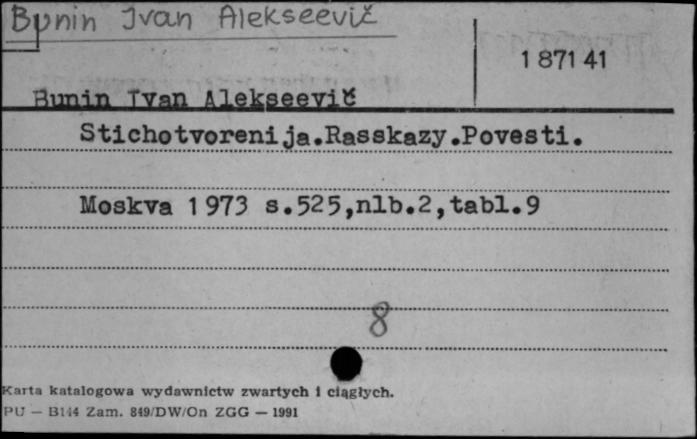 Bunin Ivan Alekseevič
1 871 41
Bunin Ivan Alekseevič
Stichotvorenija.Rasskazy.Povesti.
Moskva 1973 s.525,nlb.2,tabl.9
8
Karta katalogowa wydawnictw zwartych i ciągłych.
PU — B144 Zam. 849/DW/On ZGG — 1991